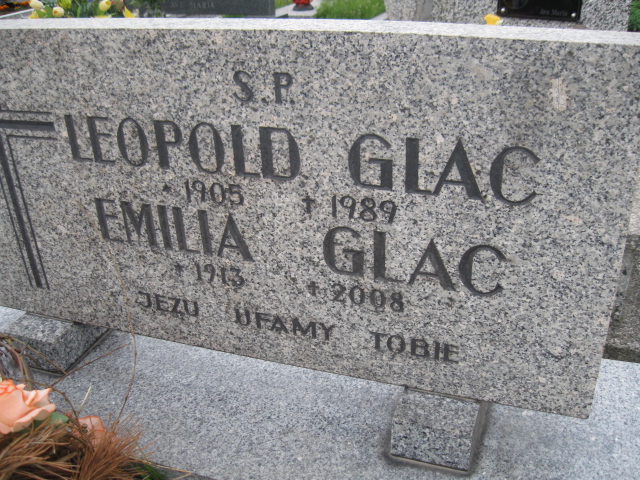 S.P.
LEOPOLD GLAC
* 1905 † 1989
EMILIA GLAC
* 1913 † 2008
JEZU UFAMY TOBIE